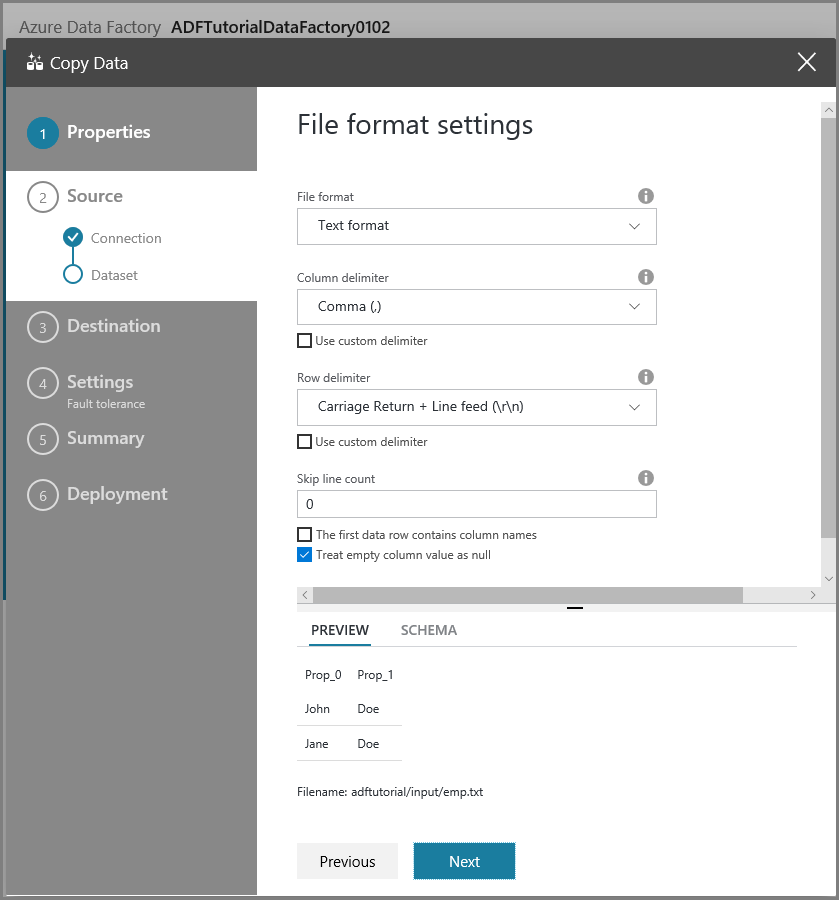 Azure Data Factory ADFTutorialDataFactory0102
Copy Data
1 Properties
2 Source
Connection
Dataset
3 Destination
4 Settings
Fault tolerance
5 Summary
6 Deployment
File format settings
File format
Text format
Column delimiter
Comma (,)
Use custom delimiter
Row delimiter
Carriage Return + Line feed (\r\n)
Use custom delimiter
Skip line count
0
The first data row contains column names
Treat empty column value as null
PREVIEW SCHEMA
Prop_0 Prop_1
John Doe
Jane Doe
Filename: adftutorial/input/emp.txt
Previous Next